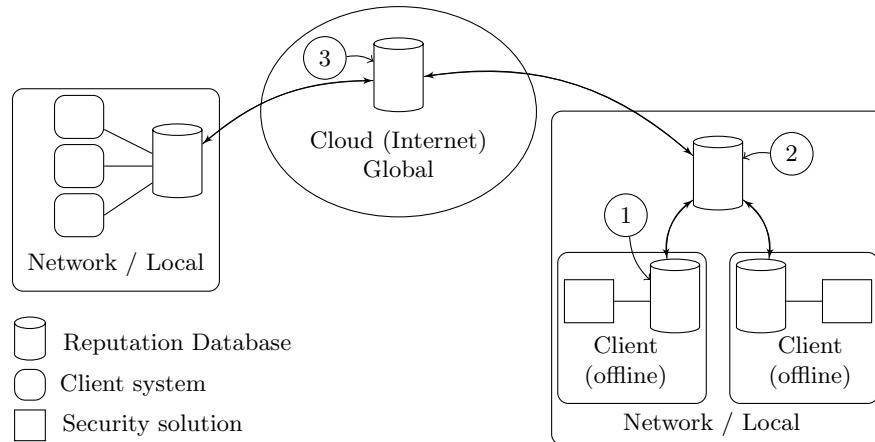 3
Cloud (Internet)
Global
2
1
Network / Local
Client
(offline)
Client
(offline)
Network / Local
Reputation Database
Client system
Security solution